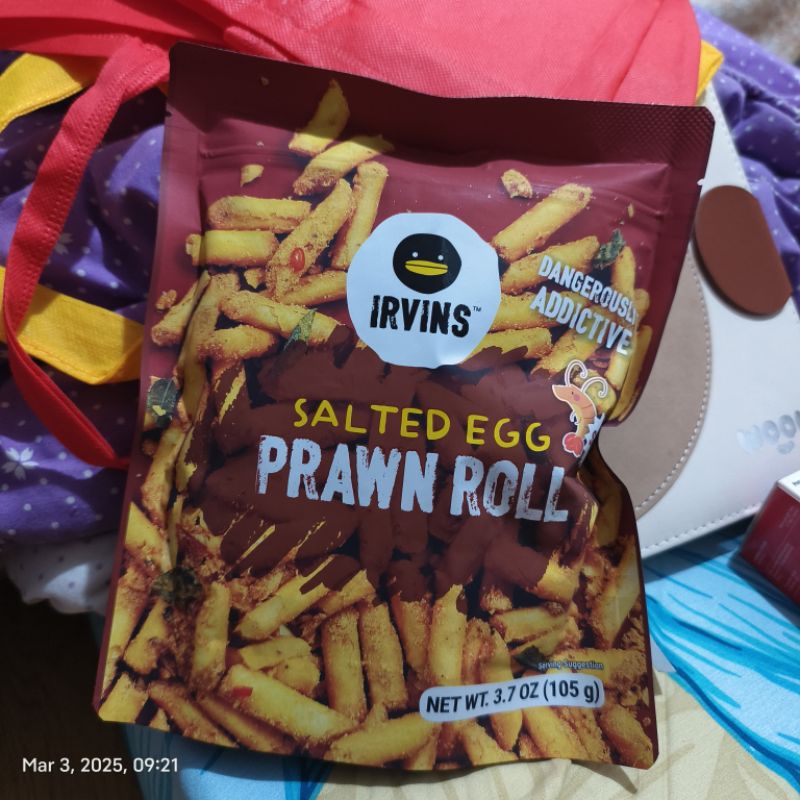 IRVINS™
DANGEROUSLY
ADDICTIVE
SALTED EGG
PRAWN ROLL
Serving Suggestion
NET WT. 3.7 OZ (105 g)
Mar 3, 2025, 09:21